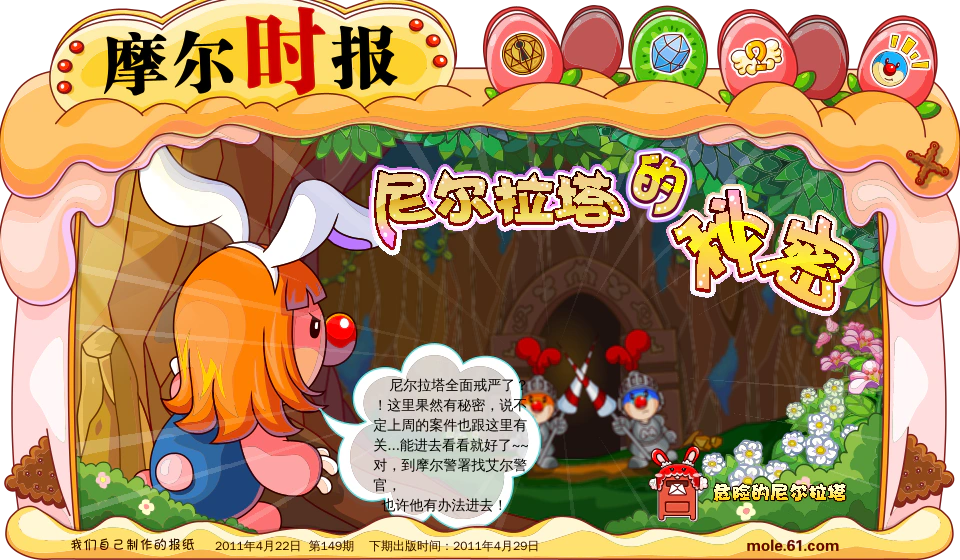 摩尔时报
尼尔拉塔的秘密
尼尔拉塔全面戒严了?
!这里果然有秘密,说不
定上周的案件也跟这里有
关...能进去看看就好了~~
对,到摩尔警署找艾尔警
官,
也许他有办法进去!
危险的尼尔拉塔
我们自己制作的报纸 2011年4月22日 第149期 下期出版时间:2011年4月29日 mole.61.com